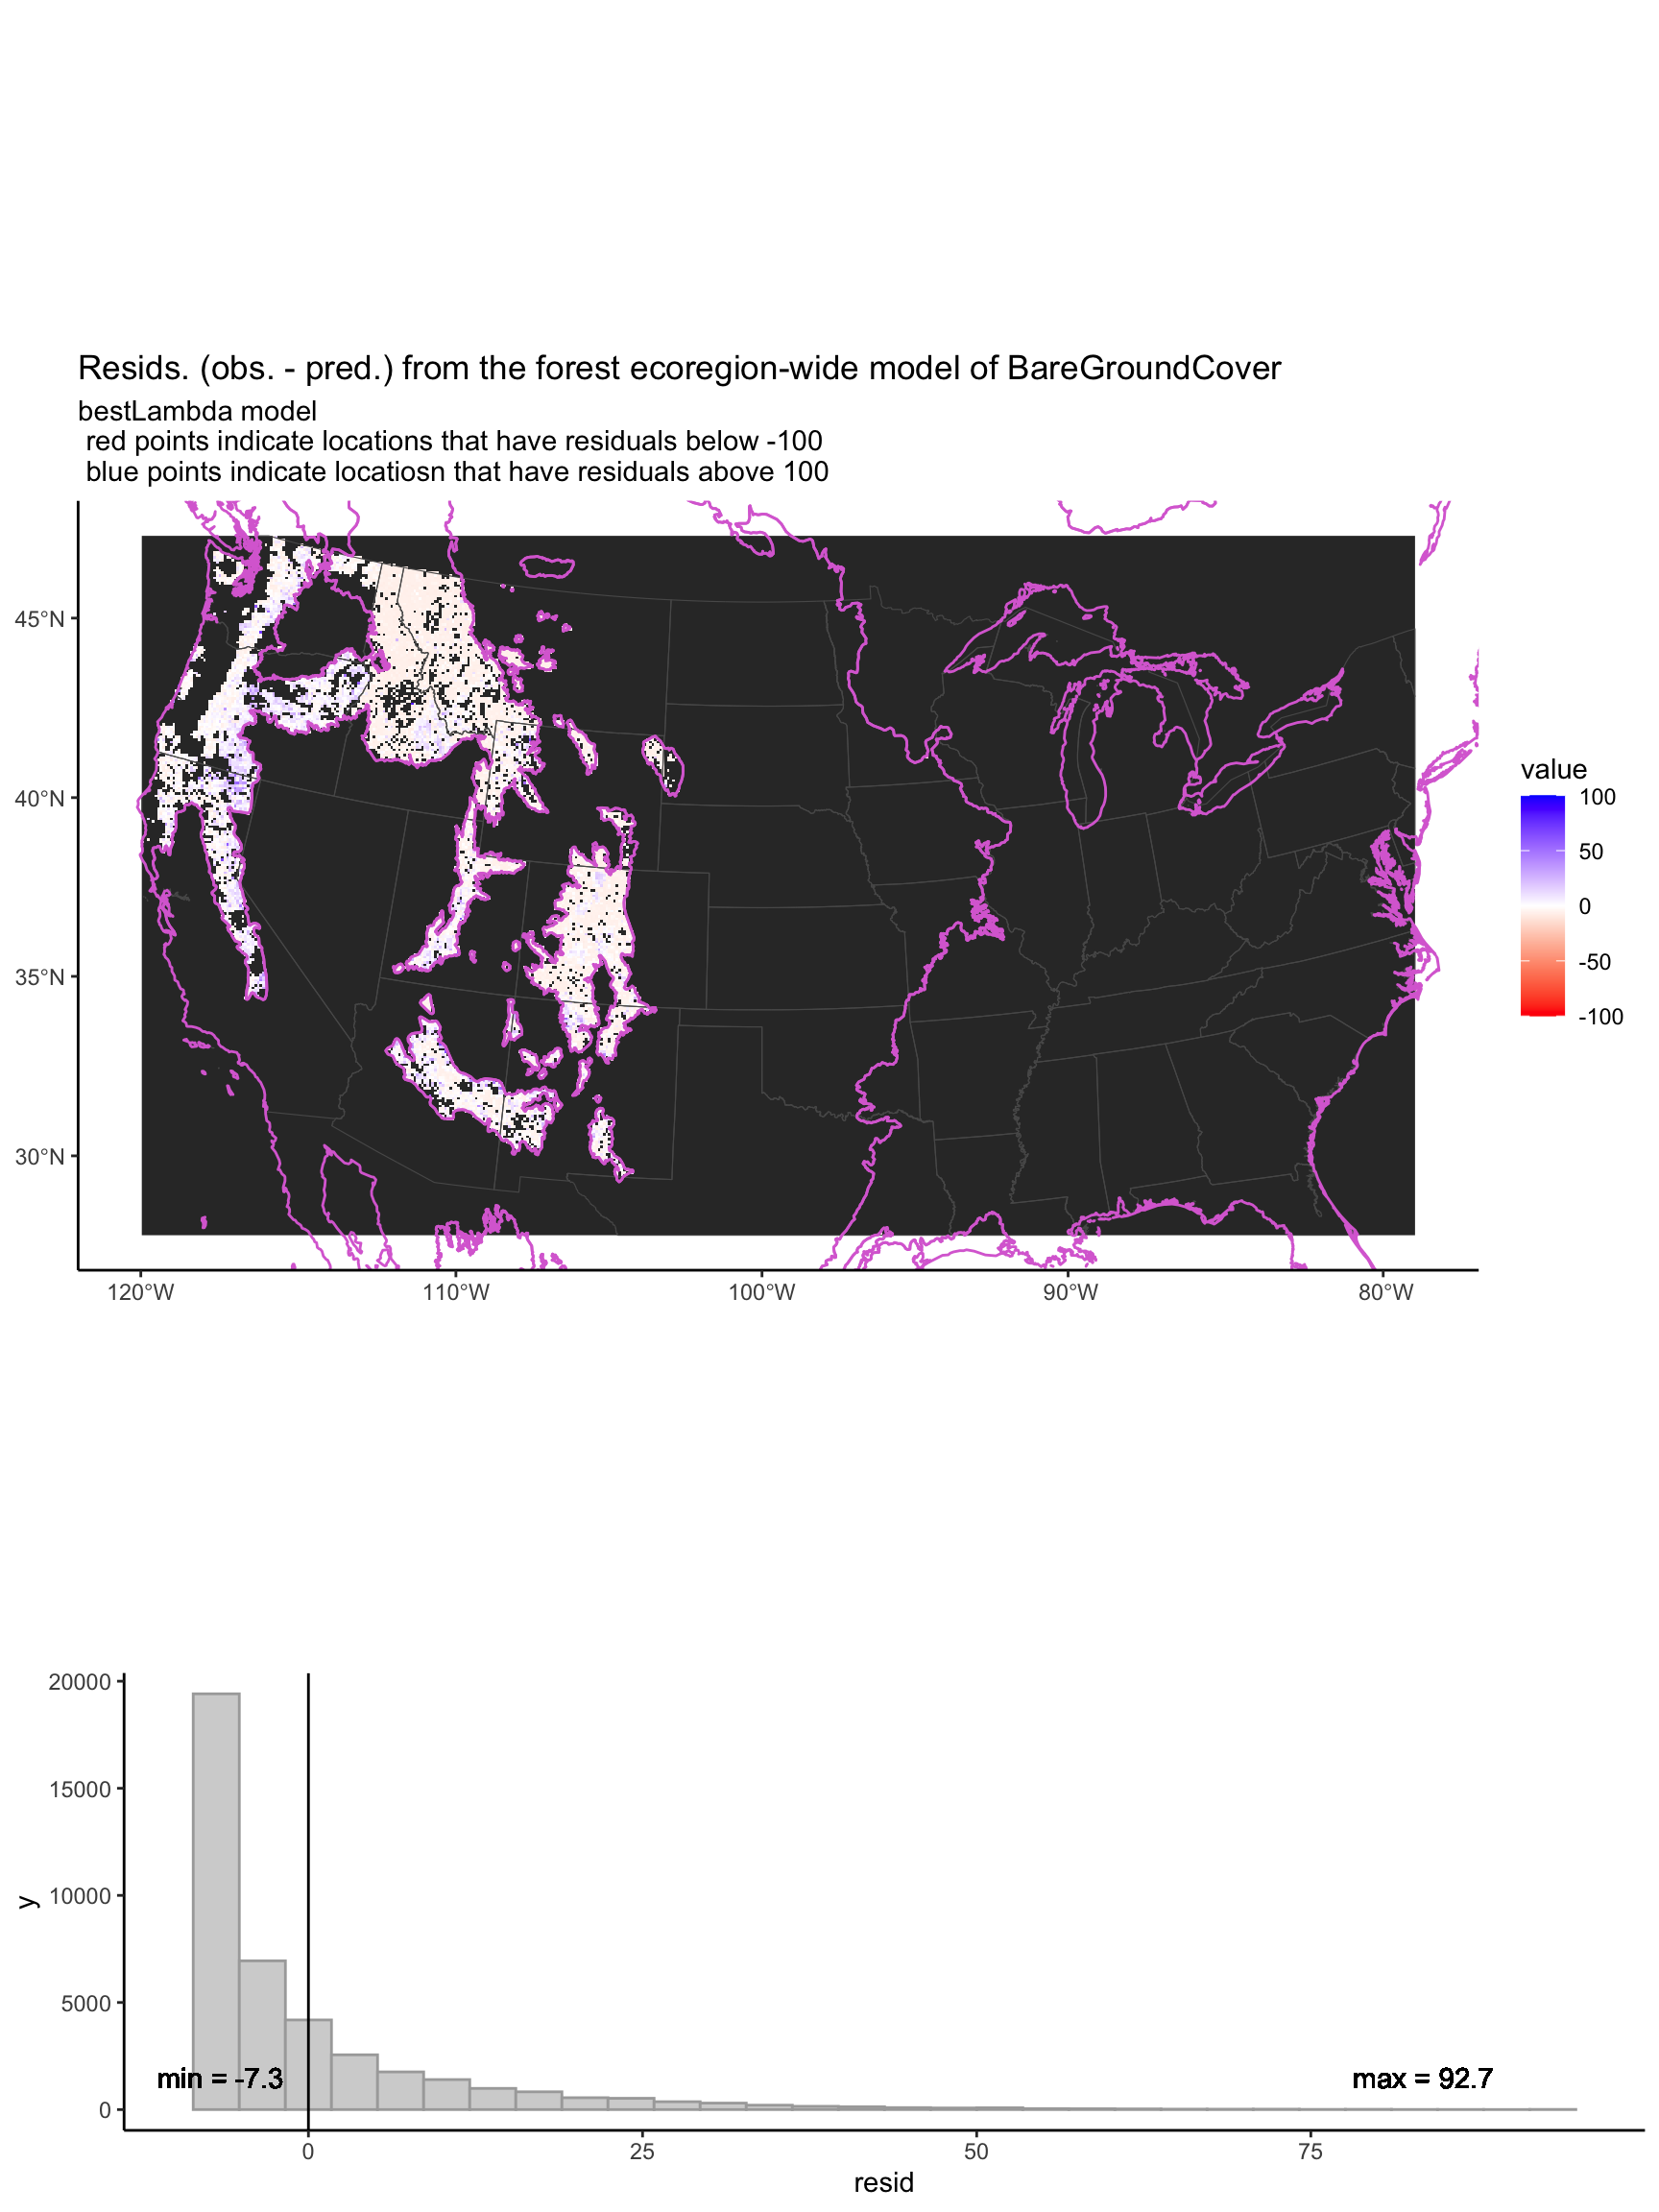 Resids. (obs. - pred.) from the forest ecoregion-wide model of BareGroundCover
bestLambda model
red points indicate locations that have residuals below -100
blue points indicate locatiosn that have residuals above 100
45°N
40°N
35°N
30°N
120°W
110°W
100°W
90°W
80°W
value
100
50
0
-50
-100
20000
15000
10000
5000
0
y
min = -7.3
max = 92.7
0
25
50
75
resid